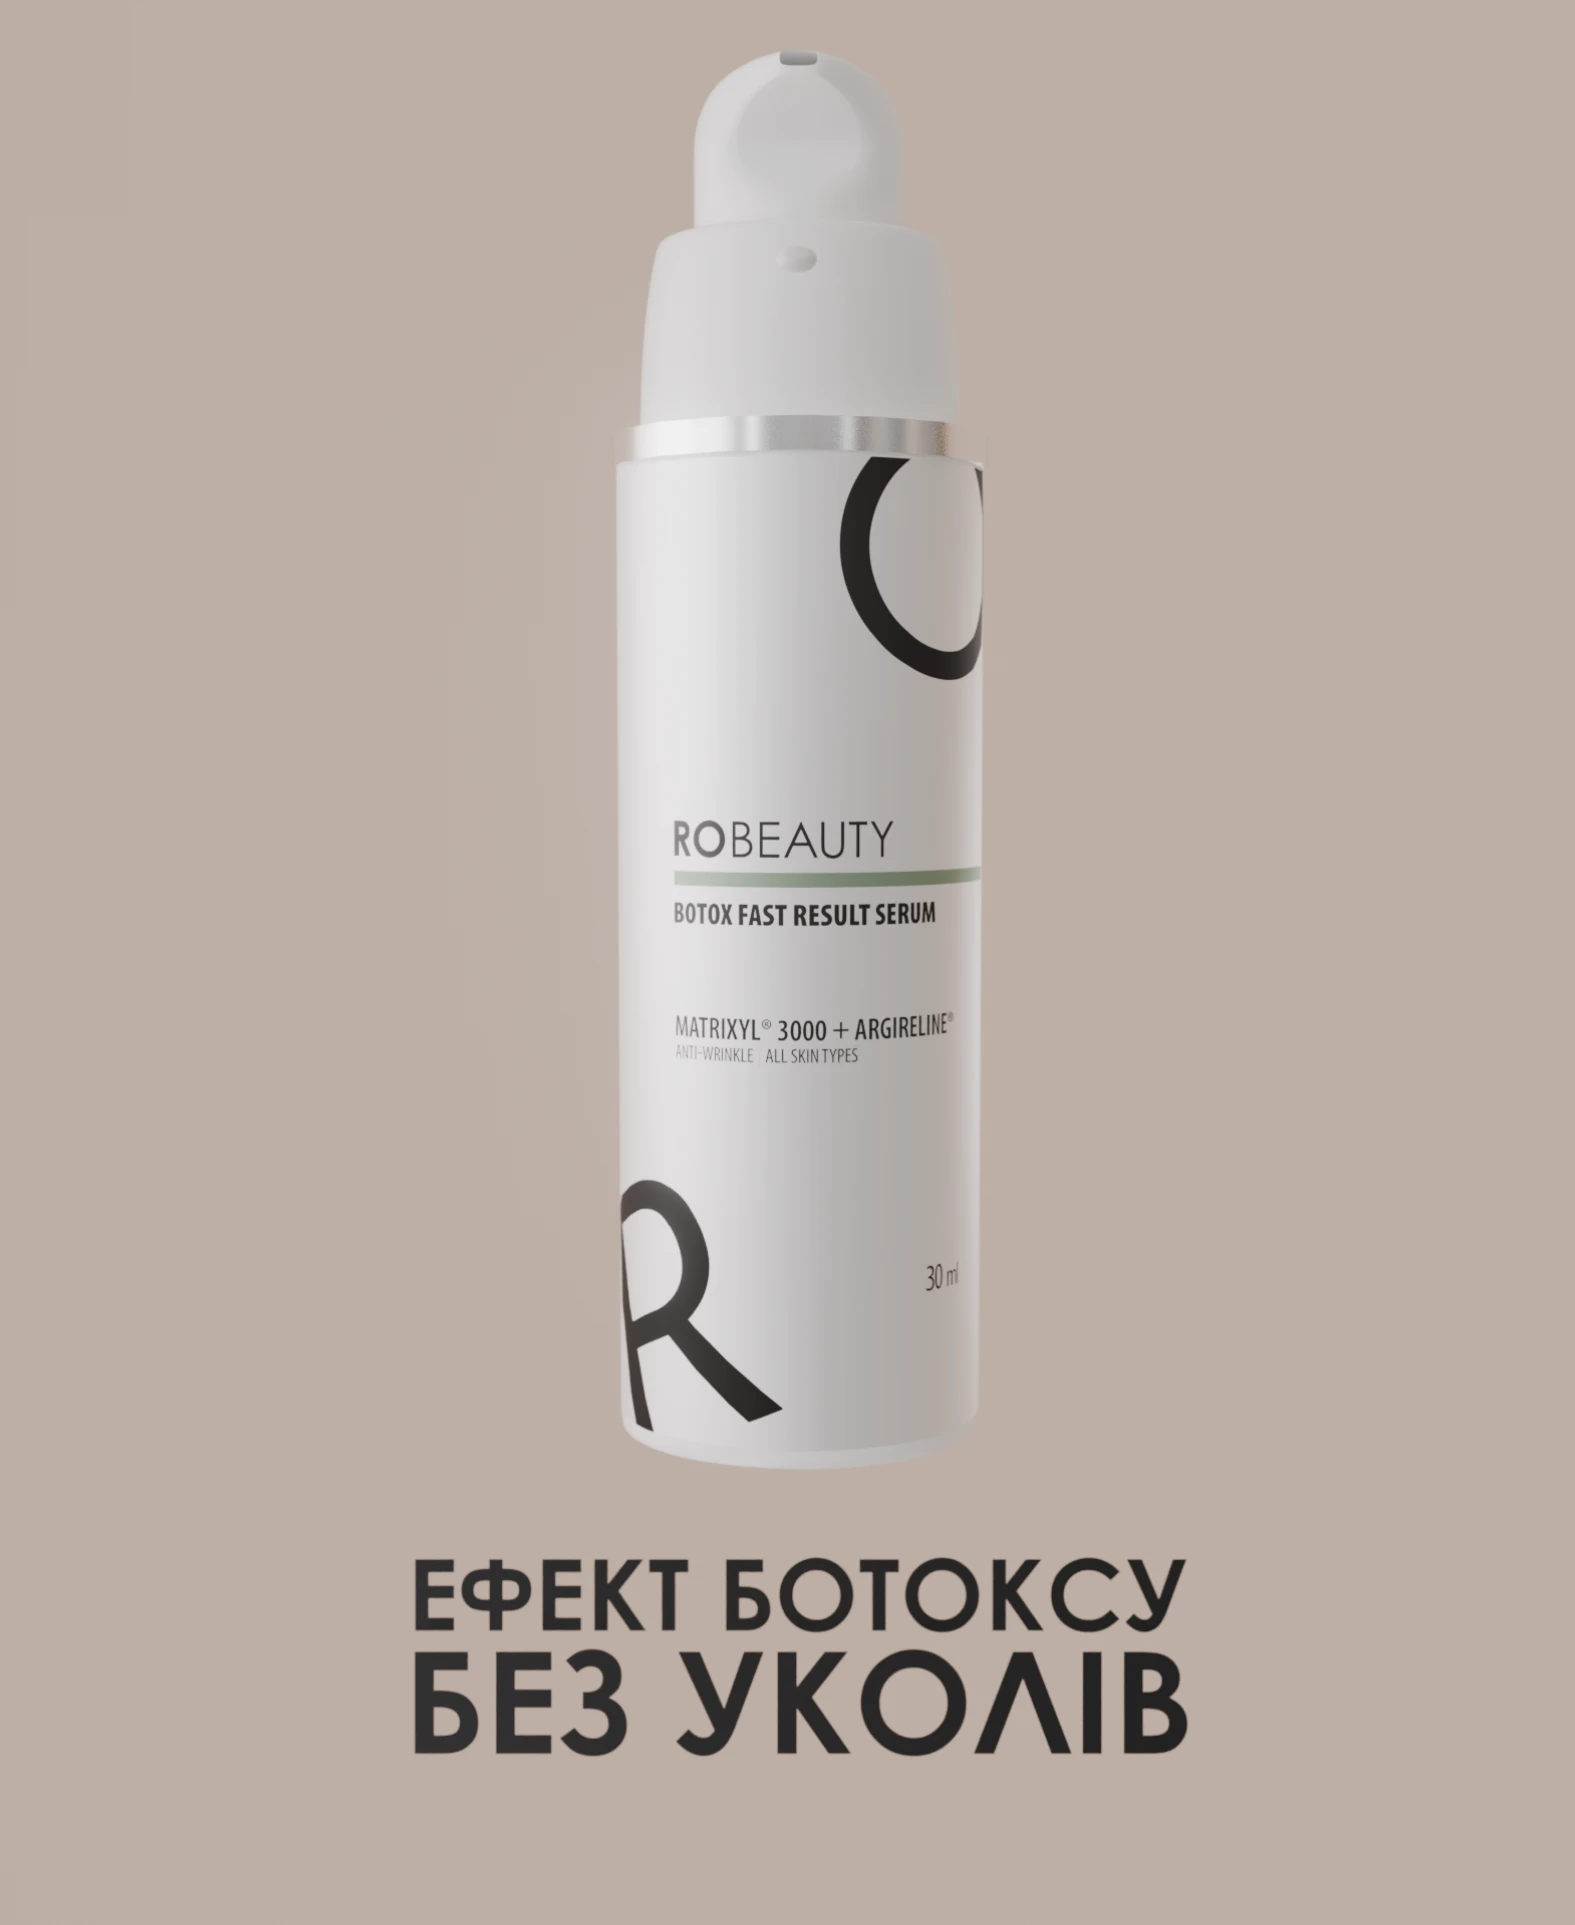 ROBEAUTY
BOTOX FAST RESULT SERUM
MATRIXYL® 3000 + ARGIRELINE®
ANTI-WRINKLE | ALL SKIN TYPES
30 ml
R
ЕФЕКТ БОТОКСУ
БЕЗ УКОЛІВ